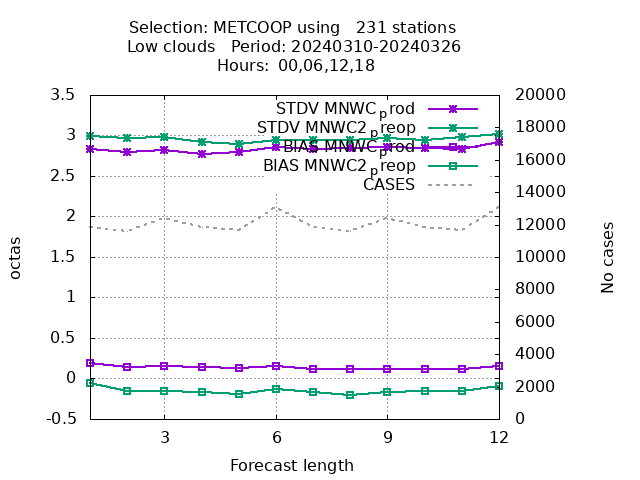 Selection: METCOOP using   231 stations
Low clouds   Period: 20240310-20240326
Hours:  00,06,12,18
STDV MNWC_prod
STDV MNWC2_preop
BIAS MNWC_prod
BIAS MNWC2_preop
CASES
octas
3.5
3
2.5
2
1.5
1
0.5
0
-0.5
20000
18000
16000
14000
12000
10000
8000
6000
4000
2000
0
No cases
3 6 9 12
Forecast length